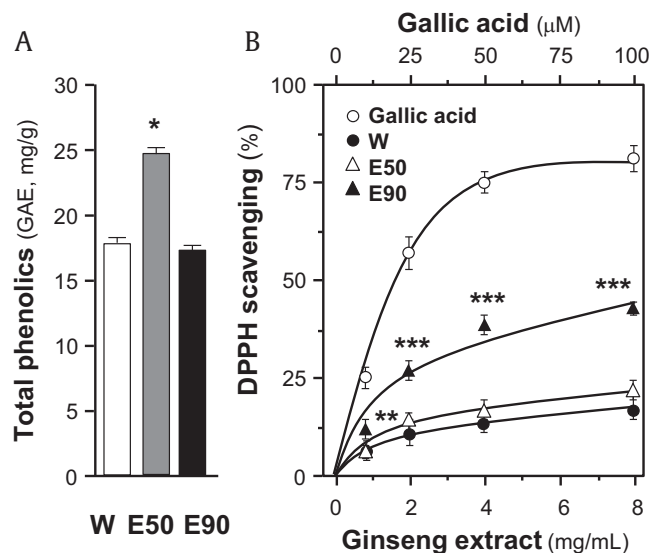 A
Total phenolics (GAE, mg/g)
30
25
20
15
10
5
0
*
W E50 E90
B
Gallic acid (μM)
0 25 50 100
DPPH scavenging (%)
100
75
50
25
0
Gallic acid
W
E50
E90
**
***
***
***
0 2 4 6 8
Ginseng extract (mg/mL)